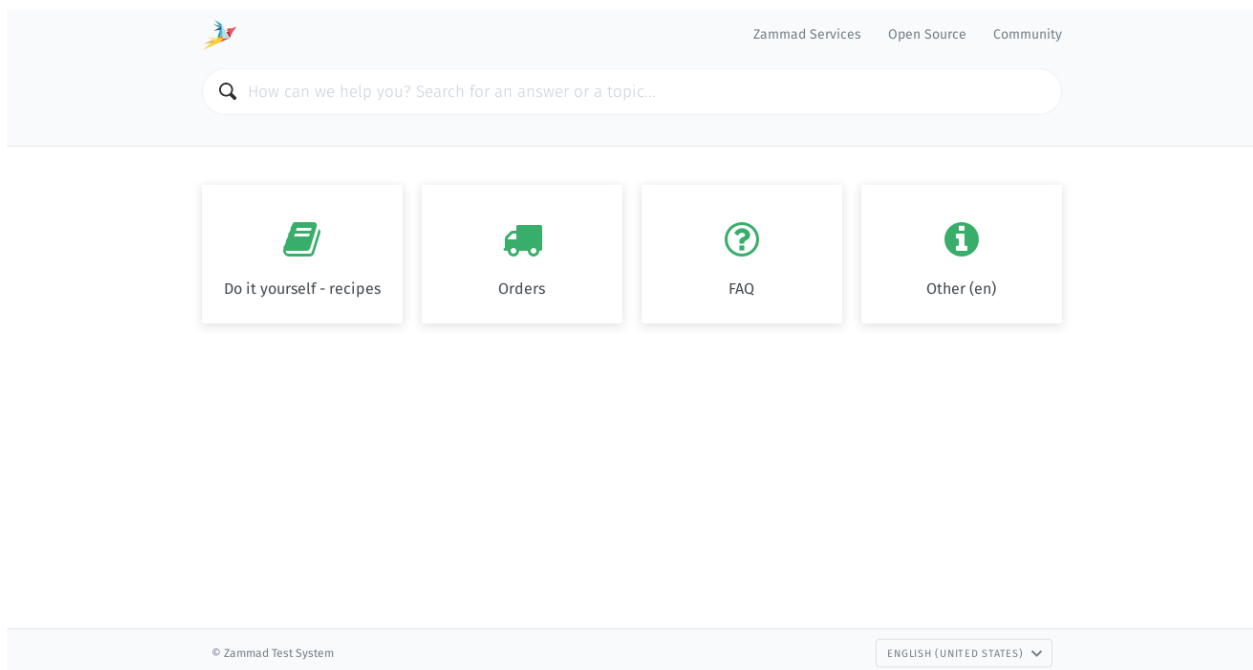 Zammad Services Open Source Community
How can we help you? Search for an answer or a topic...
Do it yourself - recipes
Orders
FAQ
Other (en)
© Zammad Test System
ENGLISH (UNITED STATES)